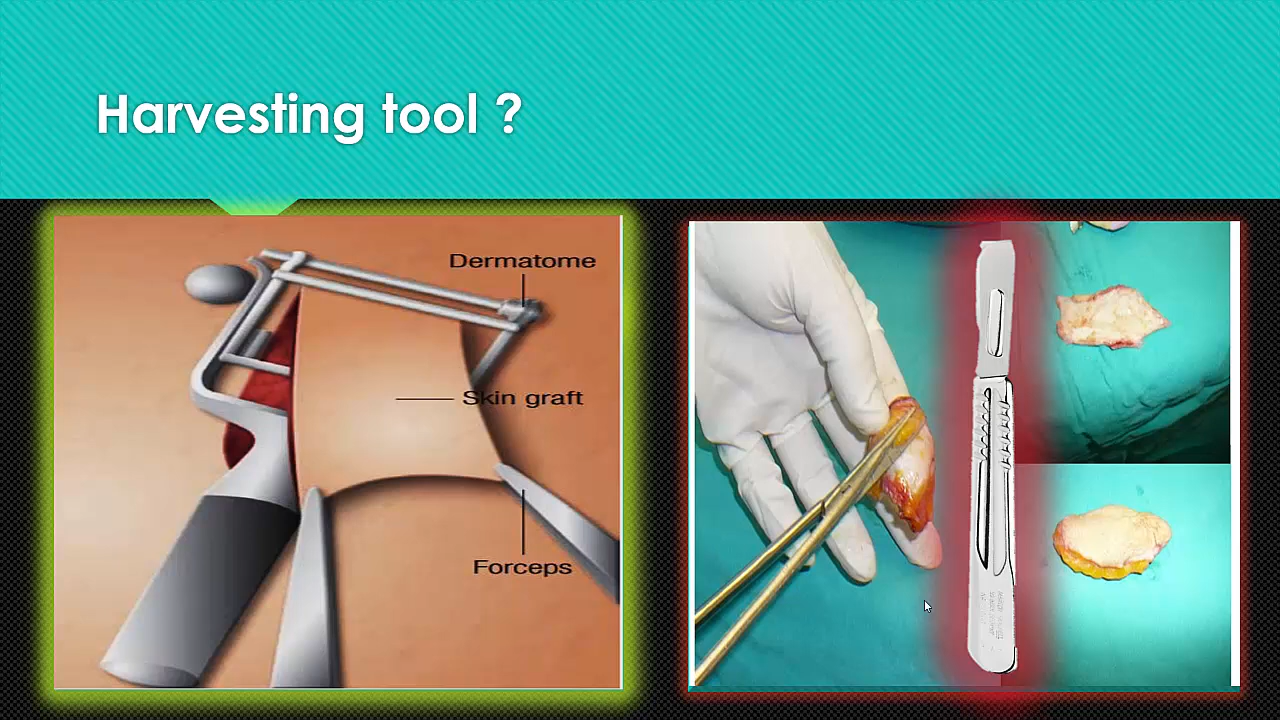 Harvesting tool ?
Dermatome
Skin graft
Forceps